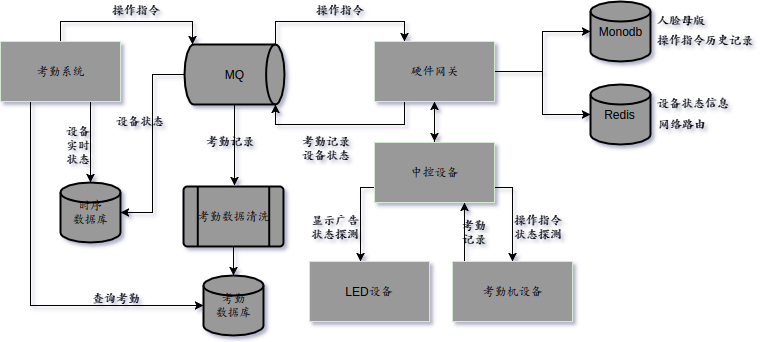 操作指令
操作指令
Monodb
人脸母版
操作指令历史记录
考勤系统
MQ
硬件网关
Redis
设备状态信息
网络路由
设备
实时
状态
设备状态
考勤记录
考勤记录
设备状态
中控设备
时序
数据库
考勤数据清洗
显示广告
状态探测
考勤
记录
操作指令
状态探测
LED设备
考勤机设备
查询考勤
考勤
数据库